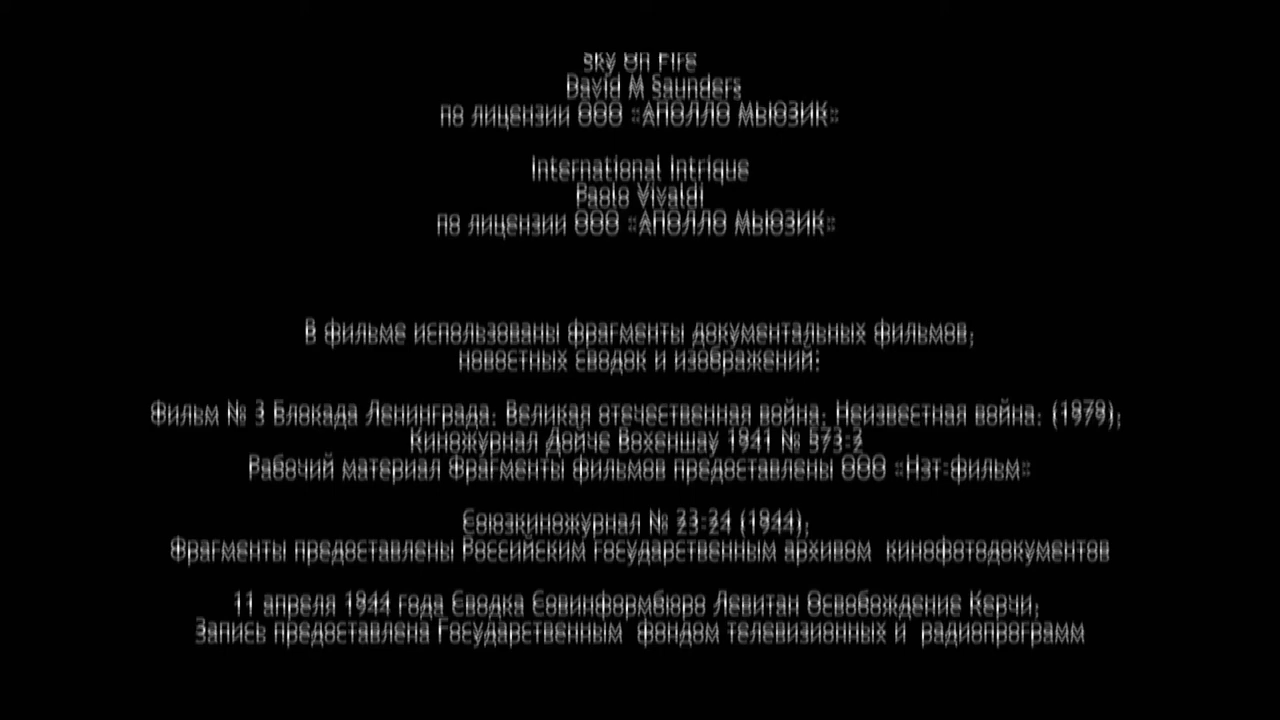 Sky On Fire
David M Saunders
по лицензии ООО «АПОЛЛО МЬЮЗИК»
International Intrique
Paolo Vivaldi
по лицензии ООО «АПОЛЛО МЬЮЗИК»
В фильме использованы фрагменты документальных фильмов,
новостных сводок и изображений:
Фильм № 3 Блокада Ленинграда. Великая отечественная война. Неизвестная война. (1979),
Киножурнал Дойче Вохеншау 1941 № 573-2
Рабочий материал Фрагменты фильмов предоставлены ООО «Нэт-фильм»
Союзкиножурнал № 23-24 (1944),
Фрагменты предоставлены Российским государственным архивом кинофотодокументов
11 апреля 1944 года Сводка Совинформбюро Левитан Освобождение Керчи,
Запись предоставлена Государственным фондом телевизионных и радиопрограмм